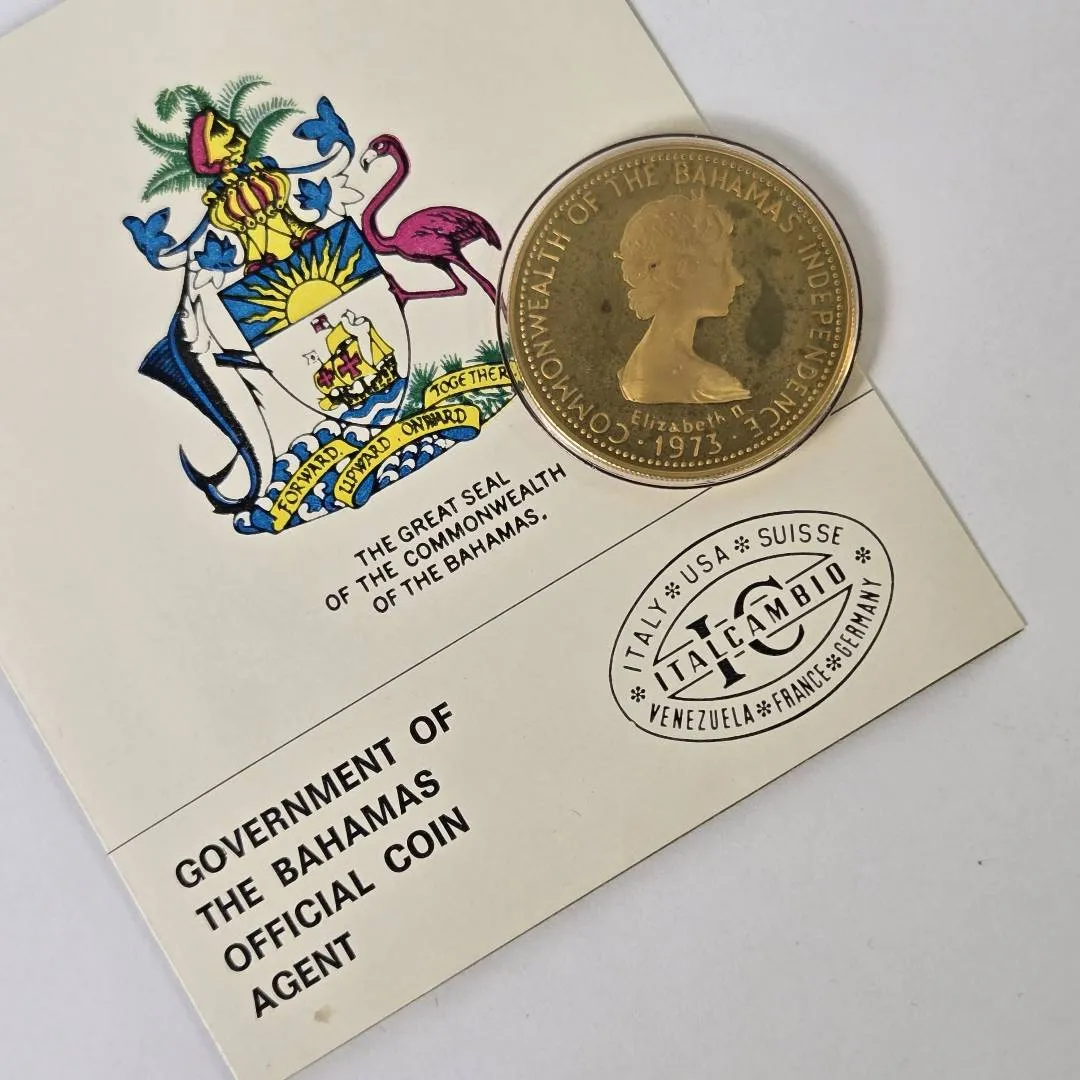 FORWARD.
UPWARD.ONWARD
TOGETHER
THE GREAT SEAL
OF THE COMMONWEALTH
OF THE BAHAMAS.
COMMONWEALTH OF THE BAHAMAS · INDEPENDENCE
Elizabeth II
· 1973 ·
ITALY * USA * SUISSE *
IC
ITALCAMBIO
* VENEZUELA * FRANCE * GERMANY
GOVERNMENT OF
THE BAHAMAS
OFFICIAL COIN
AGENT